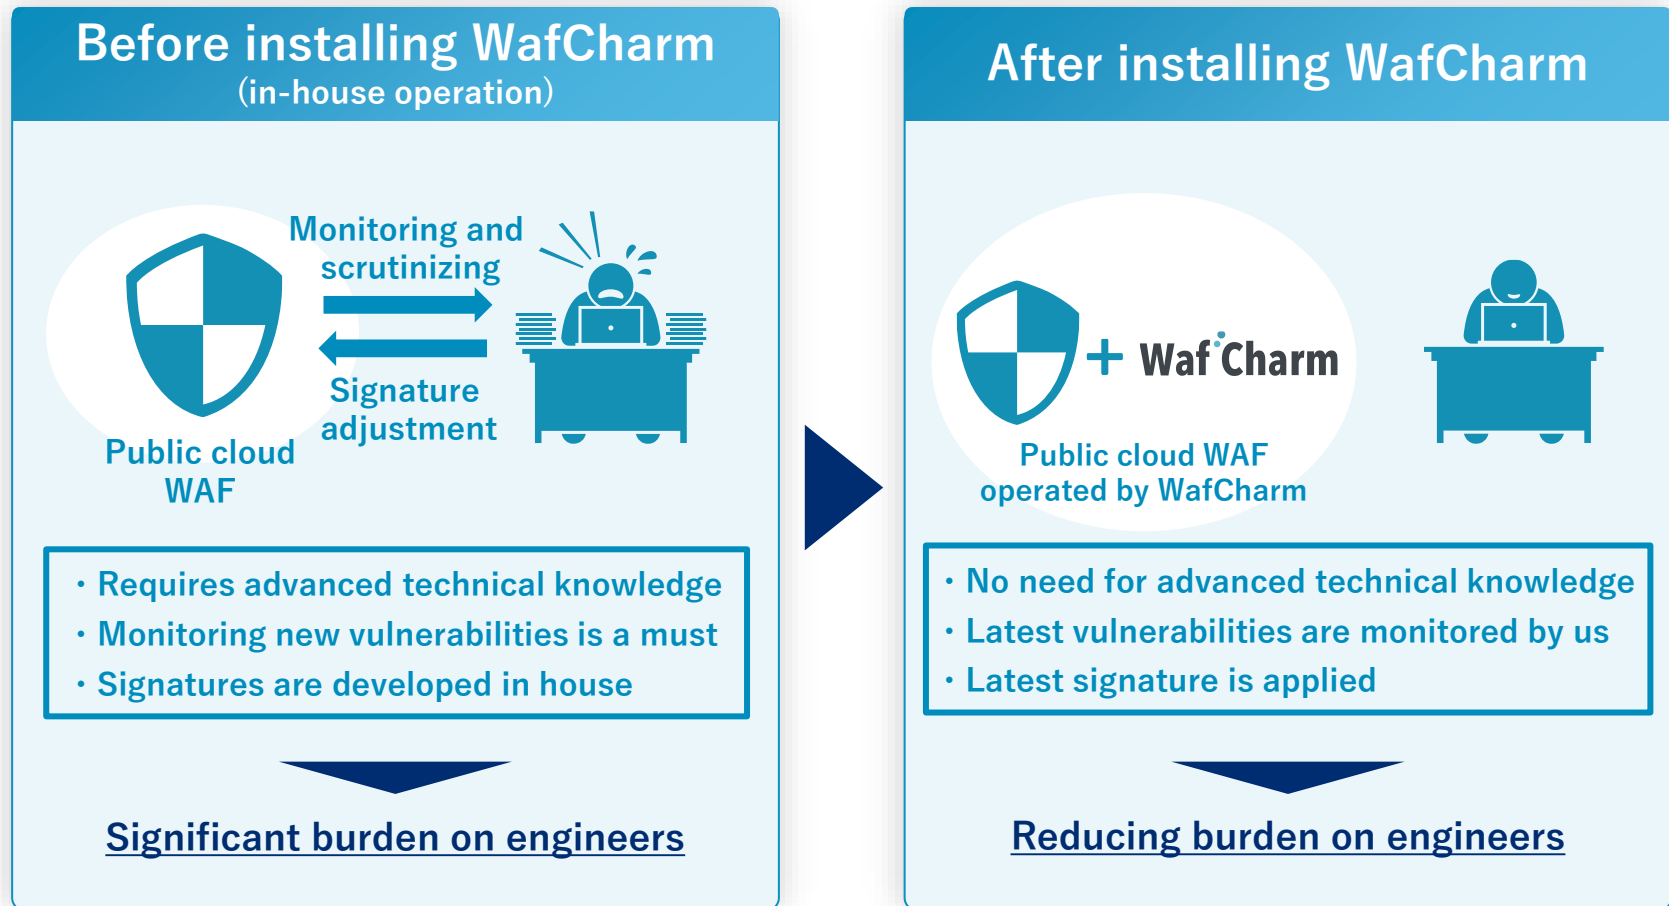 Before installing WafCharm
(in-house operation)
Monitoring and
scrutinizing
Signature
adjustment
Public cloud
WAF
・Requires advanced technical knowledge
・Monitoring new vulnerabilities is a must
・Signatures are developed in house
Significant burden on engineers
After installing WafCharm
+ WafCharm
Public cloud WAF
operated by WafCharm
・No need for advanced technical knowledge
・Latest vulnerabilities are monitored by us
・Latest signature is applied
Reducing burden on engineers